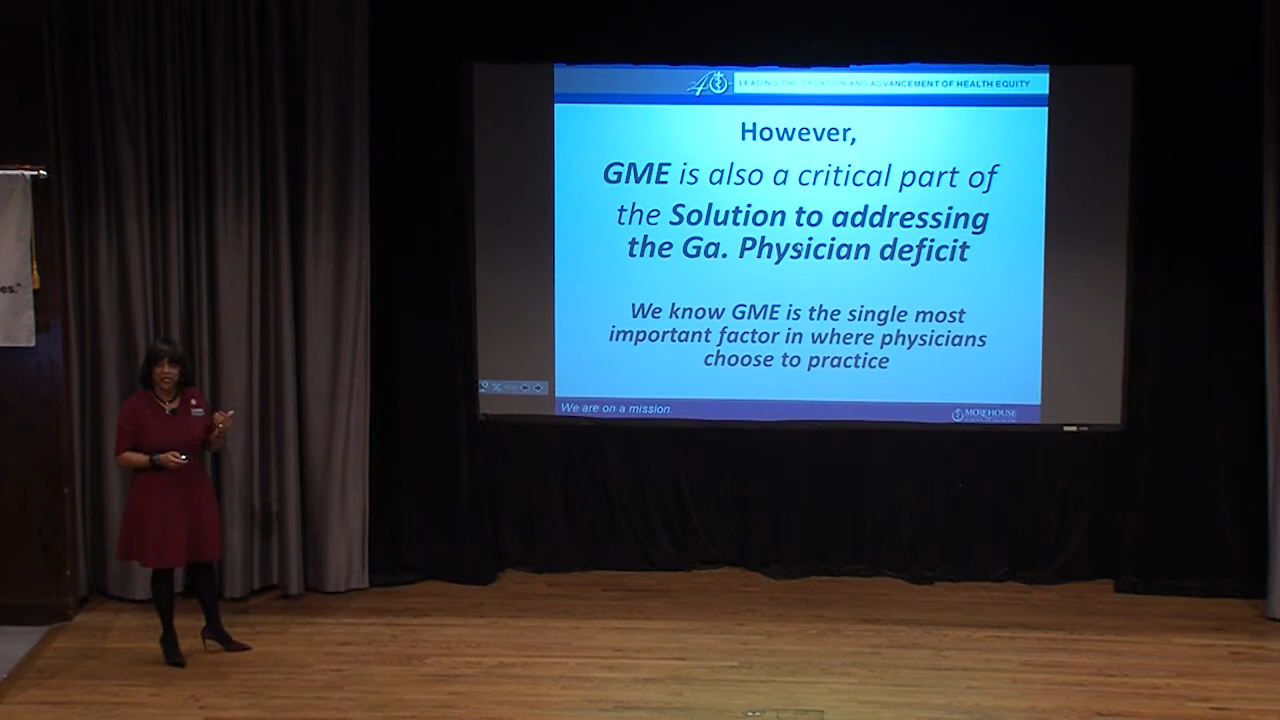 40 LEADING THE CREATION AND ADVANCEMENT OF HEALTH EQUITY
However,
GME is also a critical part of
the Solution to addressing
the Ga. Physician deficit
We know GME is the single most
important factor in where physicians
choose to practice
We are on a mission.
MOREHOUSE
es."